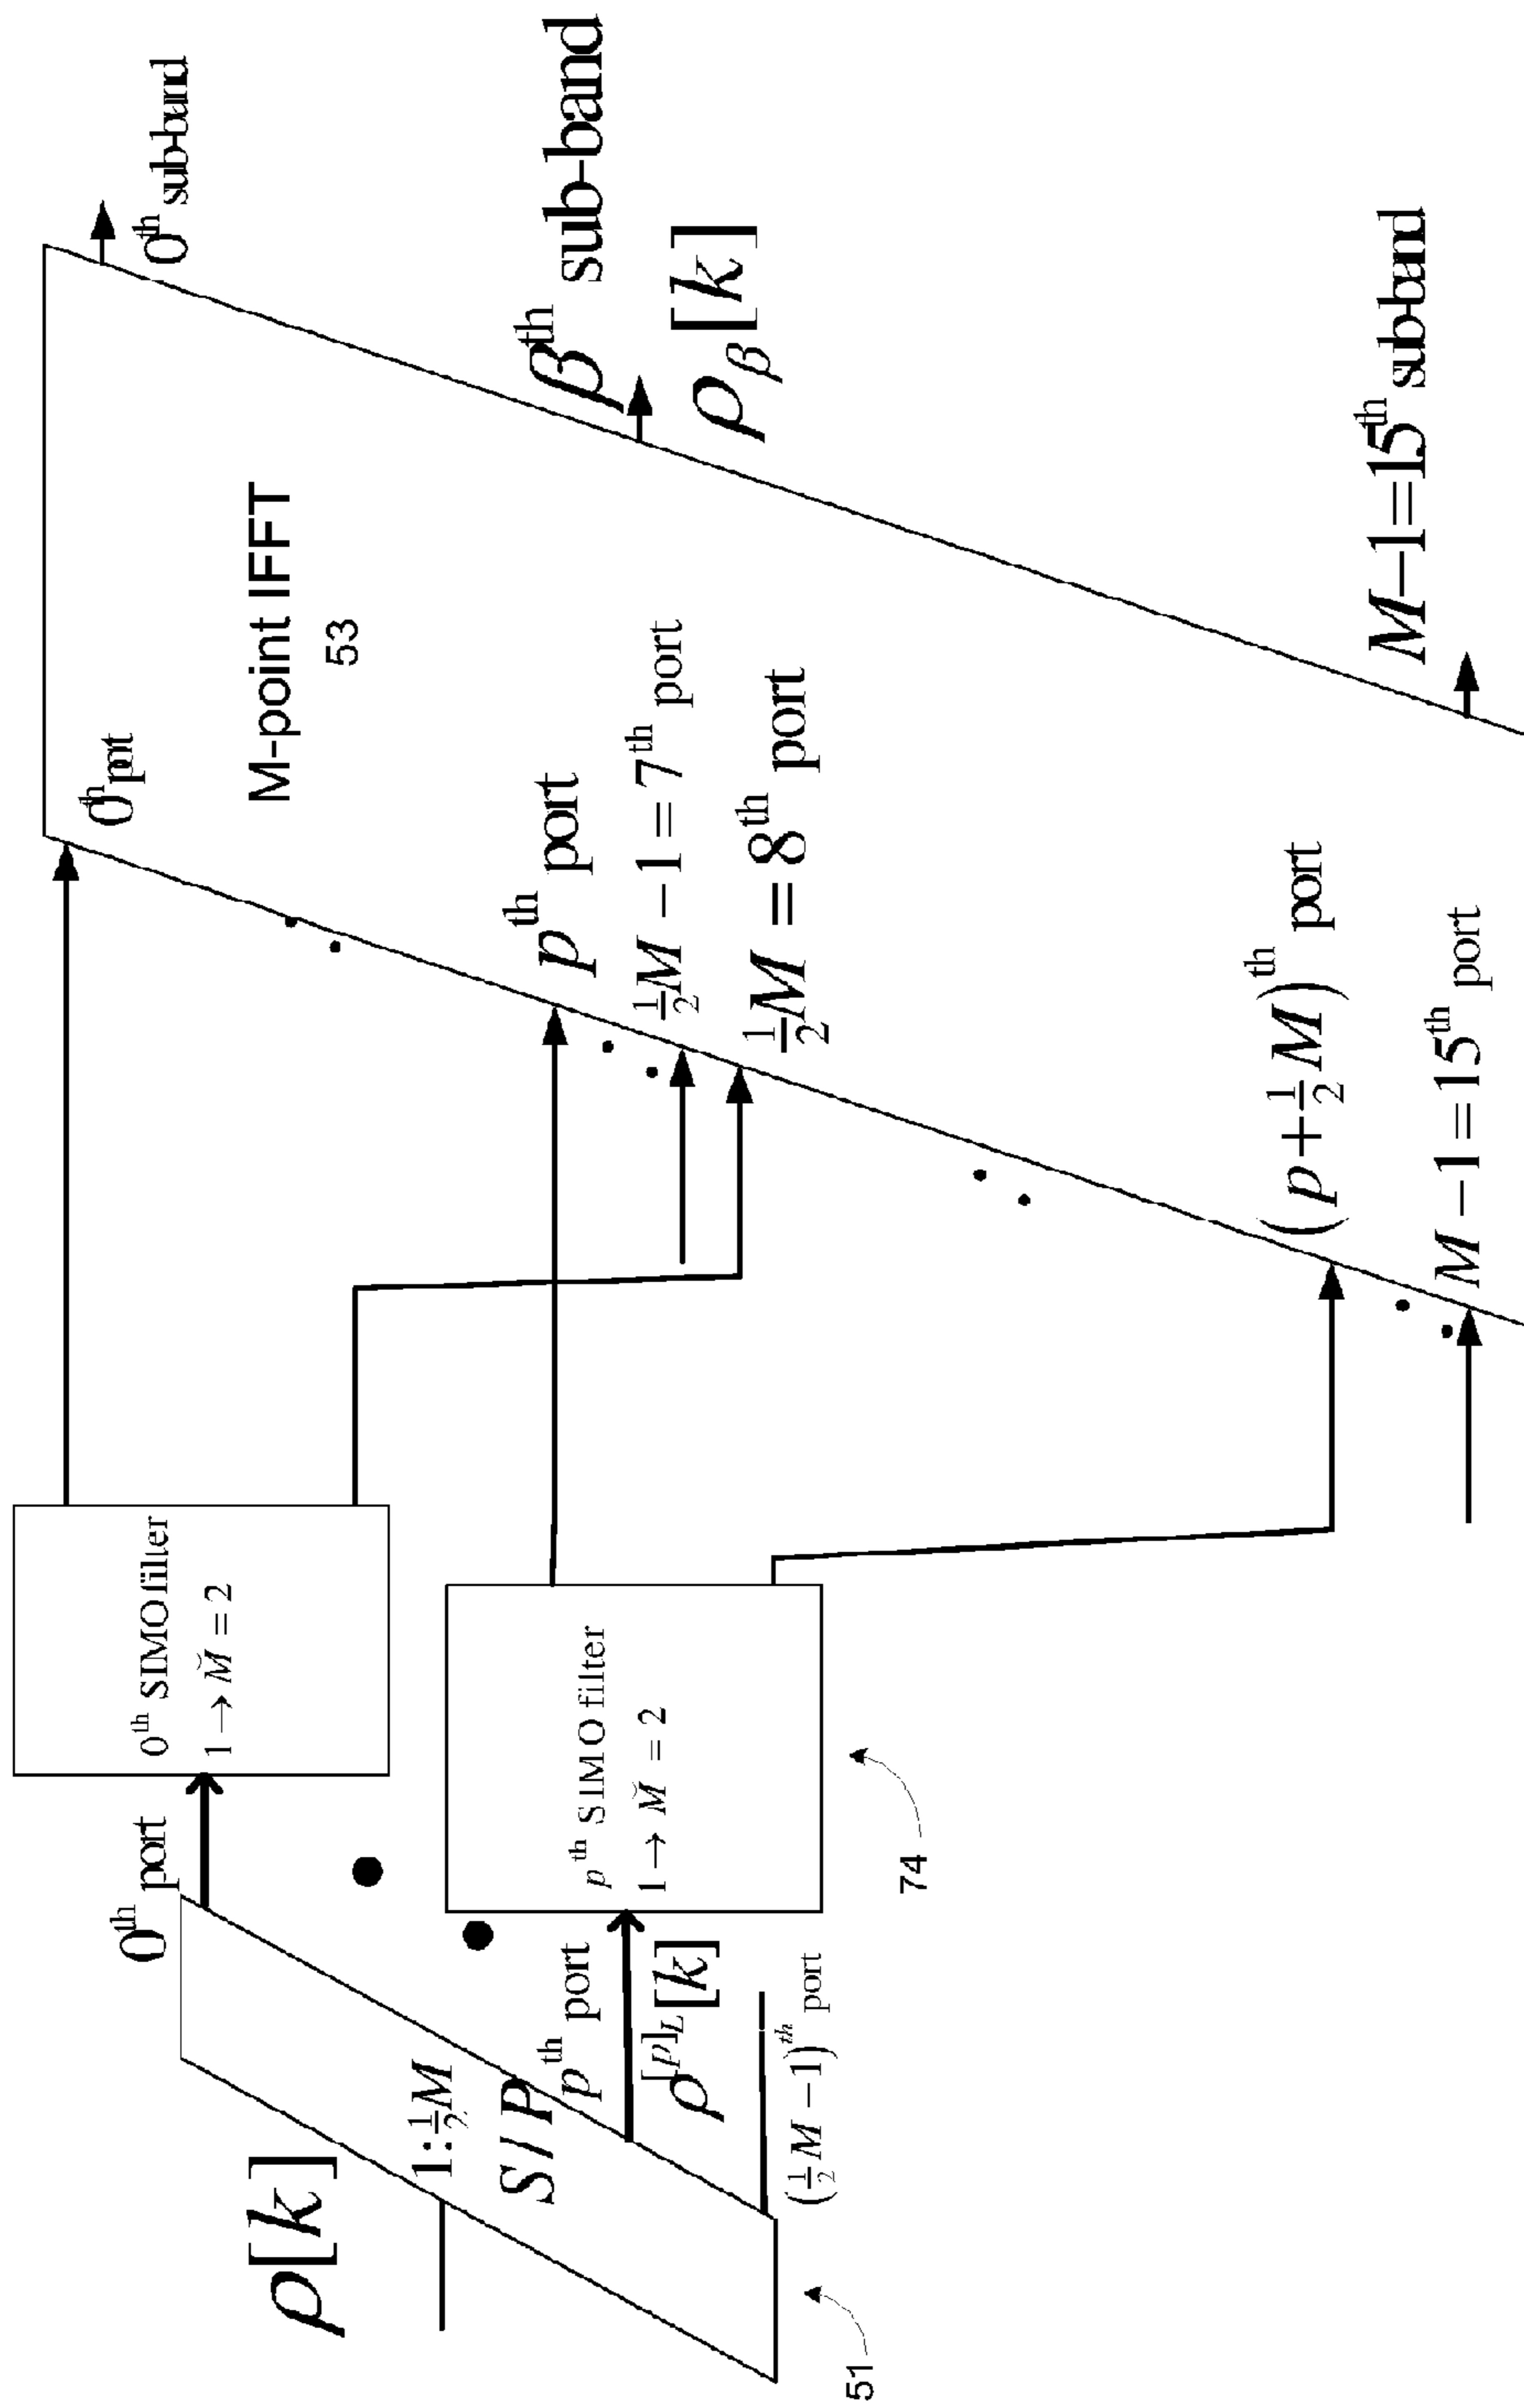 ρ[k]
1:½M
S/P
51
0th port
pth port
ρ[p]L[k]
(½M−1)th port
0th SIMO filter
1→M̆=2
pth SIMO filter
1→M̆=2
74
0th port
M-point IFFT
53
pth port
½M−1=7th port
½M=8th port
(p+½M)th port
M−1=15th port
0th sub-band
βth sub-band
ρβ[k]
M−1=15th sub-band